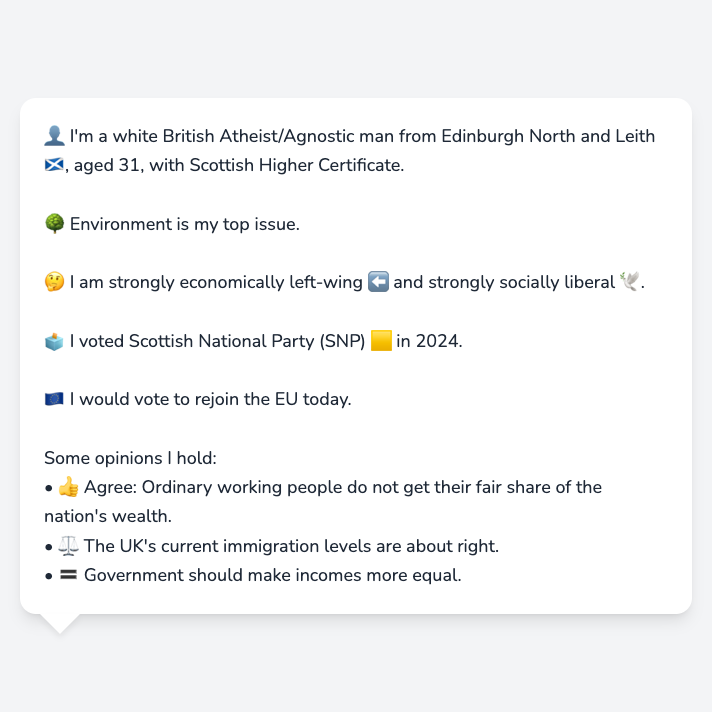 👤 I'm a white British Atheist/Agnostic man from Edinburgh North and Leith
🏴󠁧󠁢󠁳󠁣󠁴󠁿, aged 31, with Scottish Higher Certificate.
🌳 Environment is my top issue.
🤔 I am strongly economically left-wing ⬅️ and strongly socially liberal 🕊️.
🗳️ I voted Scottish National Party (SNP) 🟨 in 2024.
🇪🇺 I would vote to rejoin the EU today.
Some opinions I hold:
• 👍 Agree: Ordinary working people do not get their fair share of the
nation's wealth.
• ⚖️ The UK's current immigration levels are about right.
• 🟰 Government should make incomes more equal.